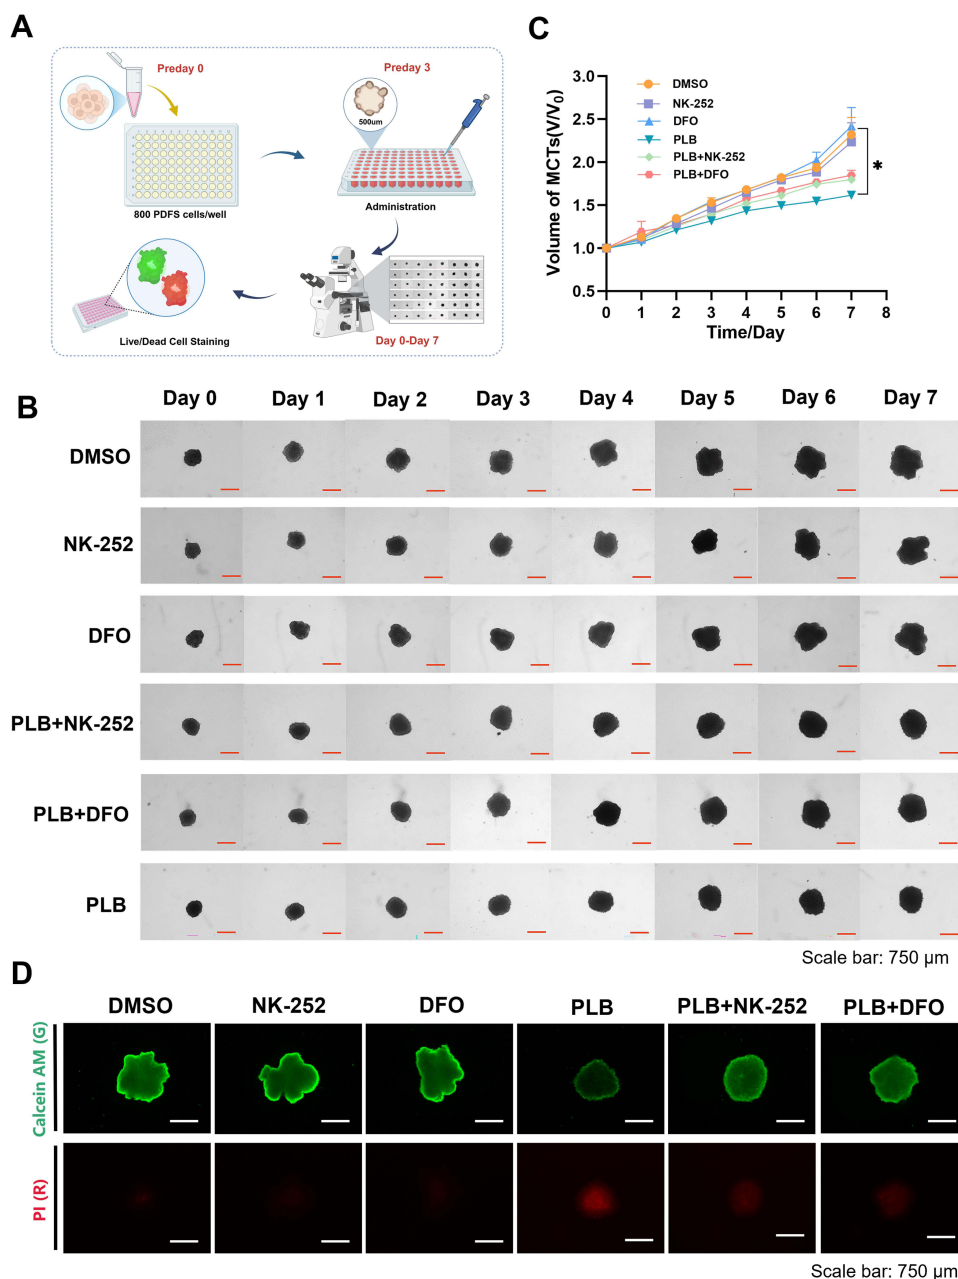 A
Preday 0
Preday 3
500um
800 PDFS cells/well
Administration
Live/Dead Cell Staining
Day 0-Day 7
C
Volume of MCTs(V/V0)
3.0
2.5
2.0
1.5
1.0
0.5
DMSO
NK-252
DFO
PLB
PLB+NK-252
PLB+DFO
*
0 1 2 3 4 5 6 7 8
Time/Day
B
Day 0 Day 1 Day 2 Day 3 Day 4 Day 5 Day 6 Day 7
DMSO
NK-252
DFO
PLB+NK-252
PLB+DFO
PLB
Scale bar: 750 μm
D
DMSO NK-252 DFO PLB PLB+NK-252 PLB+DFO
Calcein AM (G)
PI (R)
Scale bar: 750 μm